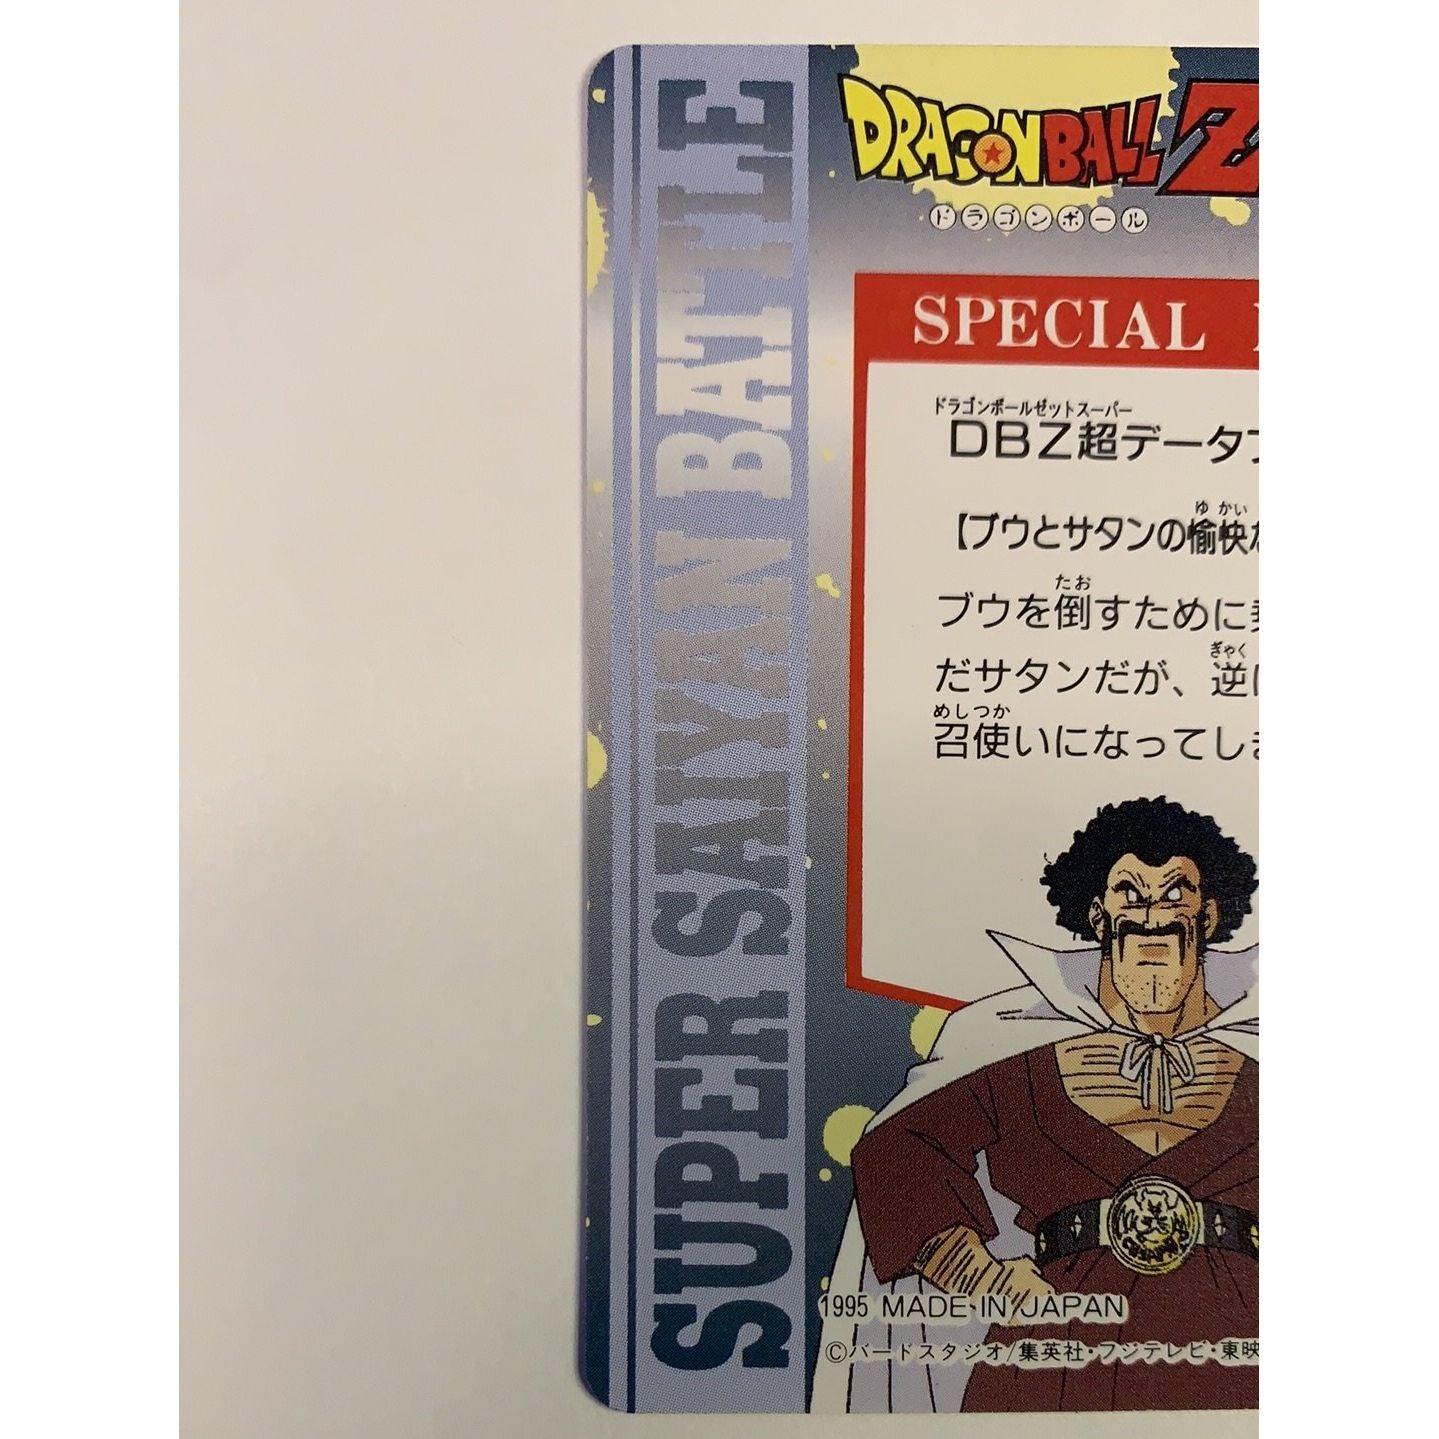 SUPER SAIYAN BATTLE
DRAGONBALL Z
ドラゴンボール
SPECIAL
ドラゴンボールゼットスーパー
DBZ超データ
ゆかい
【ブウとサタンの愉快
たお
ブウを倒すために
ぎゃく
だサタンだが、逆に
めしつか
召使いになってし
1995 MADE IN JAPAN
©バードスタジオ/集英社・フジテレビ・東映